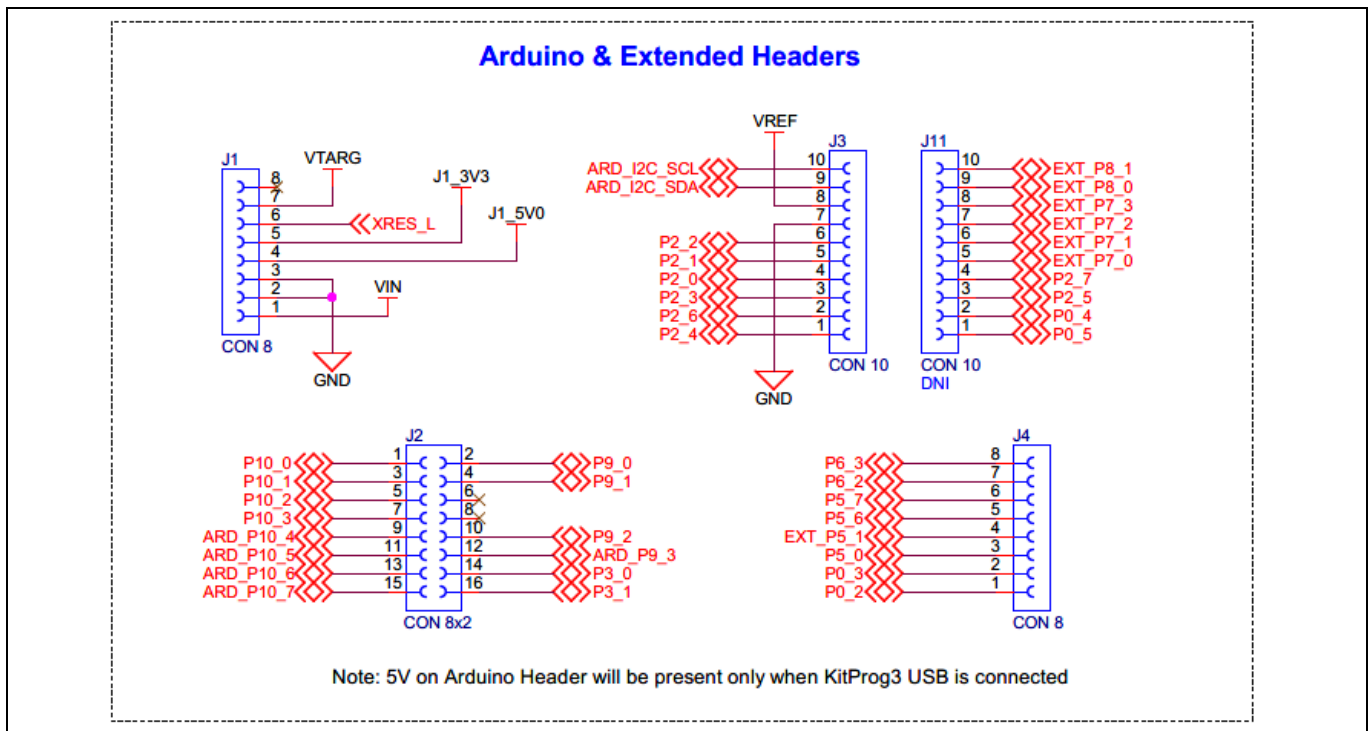 Arduino & Extended Headers
J1
VTARG
J1_3V3
J1_5V0
8
7
6
XRES_L
5
4
3
2
1
VIN
CON 8
GND
VREF
J3
ARD_I2C_SCL 10
ARD_I2C_SDA 9
8
7
P2_2 6
P2_1 5
P2_0 4
P2_3 3
P2_6 2
P2_4 1
CON 10
GND
J11
10 EXT_P8_1
9 EXT_P8_0
8 EXT_P7_3
7 EXT_P7_2
6 EXT_P7_1
5 EXT_P7_0
4 P2_7
3 P2_5
2 P0_4
1 P0_5
CON 10
DNI
J2
P10_0 1 2 P9_0
P10_1 3 4 P9_1
P10_2 5 6
P10_3 7 8
ARD_P10_4 9 10 P9_2
ARD_P10_5 11 12 ARD_P9_3
ARD_P10_6 13 14 P3_0
ARD_P10_7 15 16 P3_1
CON 8x2
J4
P6_3 8
P6_2 7
P5_7 6
P5_6 5
EXT_P5_1 4
P5_0 3
P0_3 2
P0_2 1
CON 8
Note: 5V on Arduino Header will be present only when KitProg3 USB is connected